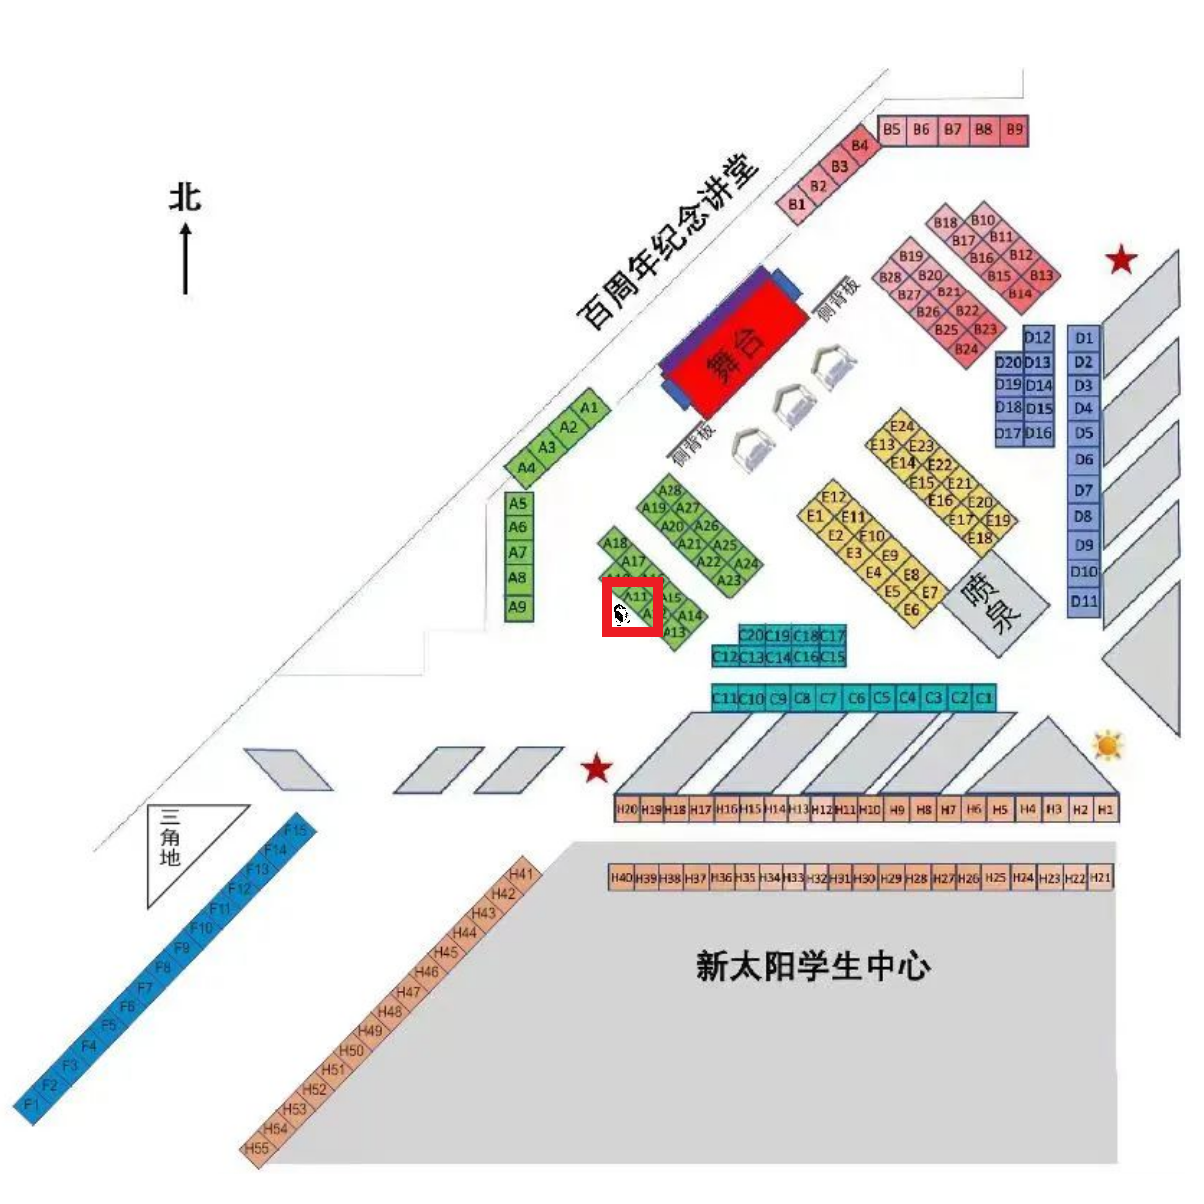 北
百周年纪念讲堂
舞台
侧背板
侧背板
B1 B2 B3 B4
B5 B6 B7 B8 B9
B18 B10
B17 B11
B16 B12
B15 B13
B14
B19
B28 B20
B27 B21
B26 B22
B25 B23
B24
A1
A2
A3
A4
A5
A6
A7
A8
A9
A28
A19 A27
A20 A26
A21 A25
A22 A24
A23
A18
A17
A11 A15
A14
A13
E24
E13 E23
E14 E22
E15 E21
E16 E20
E17 E19
E18
E12
E1 E11
E2 E10
E3 E9
E4 E8
E5 E7
E6
喷泉
D12
D20 D13
D19 D14
D18 D15
D17 D16
D1
D2
D3
D4
D5
D6
D7
D8
D9
D10
D11
C20 C19 C18 C17
C12 C13 C14 C16 C15
C11 C10 C9 C8 C7 C6 C5 C4 C3 C2 C1
H20 H19 H18 H17 H16 H15 H14 H13 H12 H11 H10 H9 H8 H7 H6 H5 H4 H3 H2 H1
H40 H39 H38 H37 H36 H35 H34 H33 H32 H31 H30 H29 H28 H27 H26 H25 H24 H23 H22 H21
新太阳学生中心
三角地
F15
F14
F13
F12
F11
F10
F9
F8
F7
F6
F5
F4
F3
F2
F1
H41
H42
H43
H44
H45
H46
H47
H48
H49
H50
H51
H52
H53
H54
H55